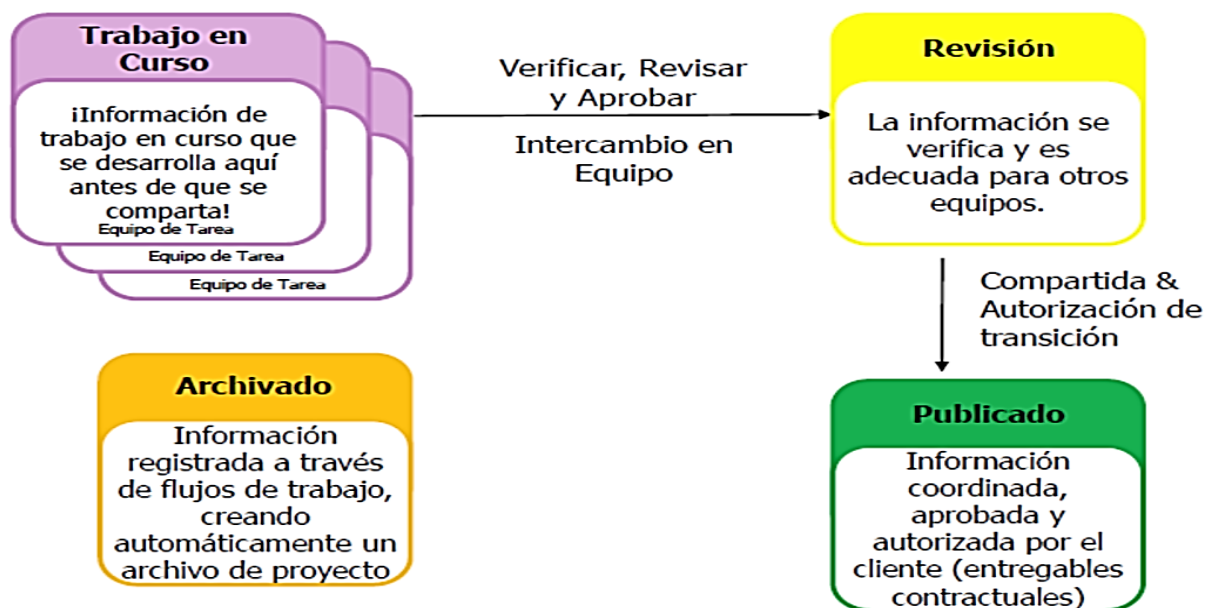 Trabajo en
Curso
¡Información de
trabajo en curso que
se desarrolla aquí
antes de que se
comparta!
Equipo de Tarea
Equipo de Tarea
Equipo de Tarea
Verificar, Revisar
y Aprobar
Intercambio en
Equipo
Revisión
La información se
verifica y es
adecuada para otros
equipos.
Compartida &
Autorización de
transición
Archivado
Información
registrada a través
de flujos de trabajo,
creando
automáticamente un
archivo de proyecto
Publicado
Información
coordinada,
aprobada y
autorizada por el
cliente (entregables
contractuales)